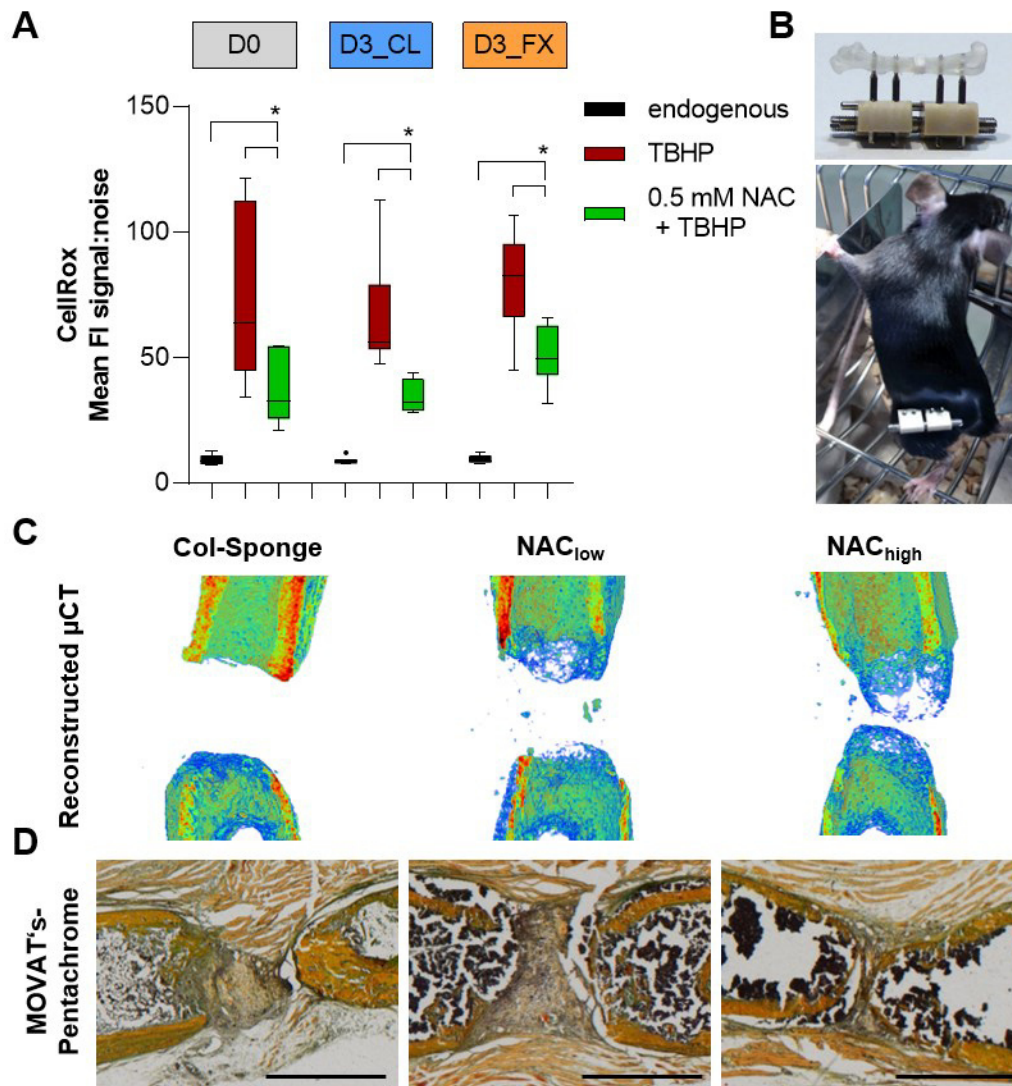 A
B
D0
D3_CL
D3_FX
150
100
50
0
CellRox
Mean FI signal:noise
*
*
*
endogenous
TBHP
0.5 mM NAC
+ TBHP
C
Col-Sponge
NAClow
NAChigh
Reconstructed µCT
D
MOVAT‘s-
Pentachrome